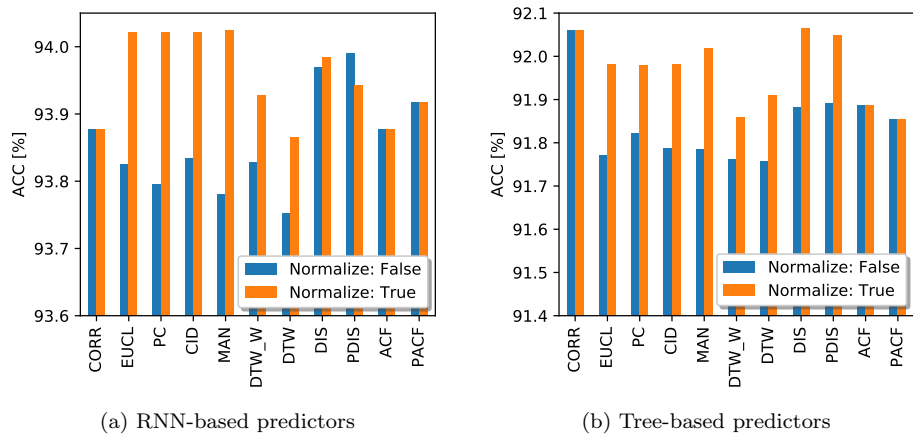 94.0
93.9
93.8
93.7
93.6
ACC [%]
Normalize: False
Normalize: True
CORR
EUCL
PC
CID
MAN
DTW_W
DTW
DIS
PDIS
ACF
PACF
(a) RNN-based predictors
92.1
92.0
91.9
91.8
91.7
91.6
91.5
91.4
ACC [%]
Normalize: False
Normalize: True
CORR
EUCL
PC
CID
MAN
DTW_W
DTW
DIS
PDIS
ACF
PACF
(b) Tree-based predictors